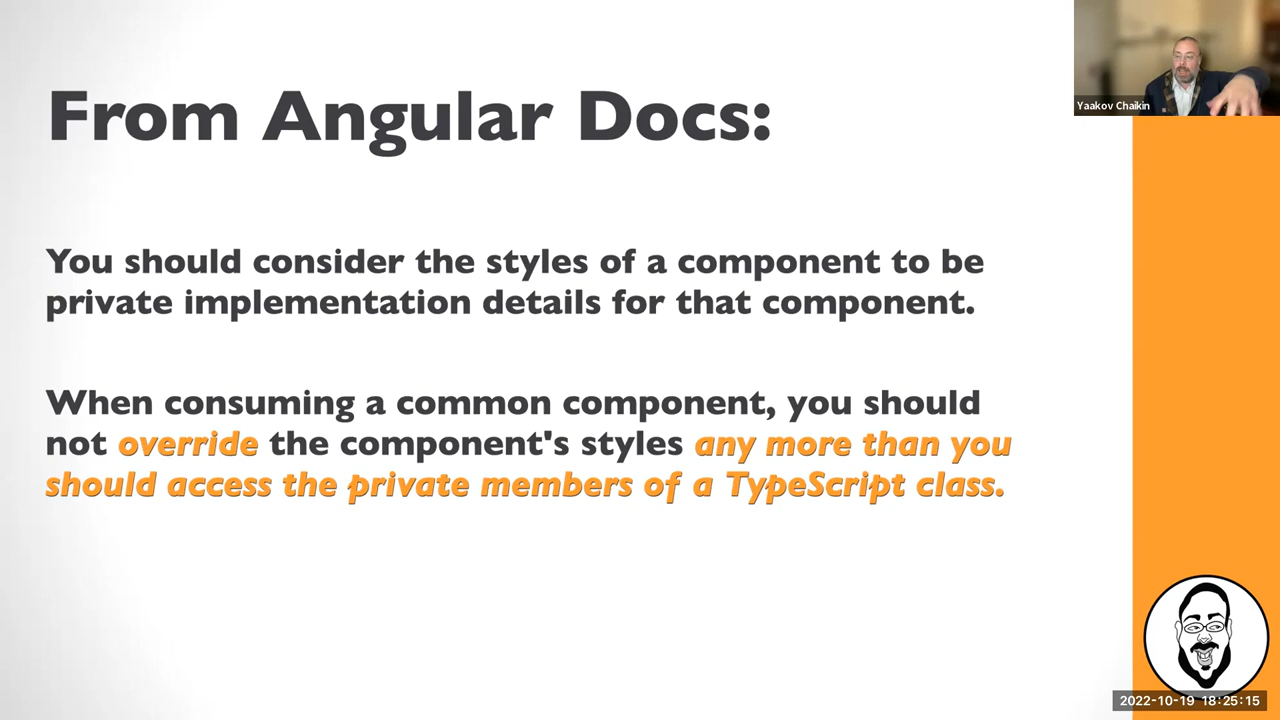 From Angular Docs:
Yaakov Chaikin
You should consider the styles of a component to be
private implementation details for that component.
When consuming a common component, you should
not override the component's styles any more than you
should access the private members of a TypeScript class.
2022-10-19 18:25:15